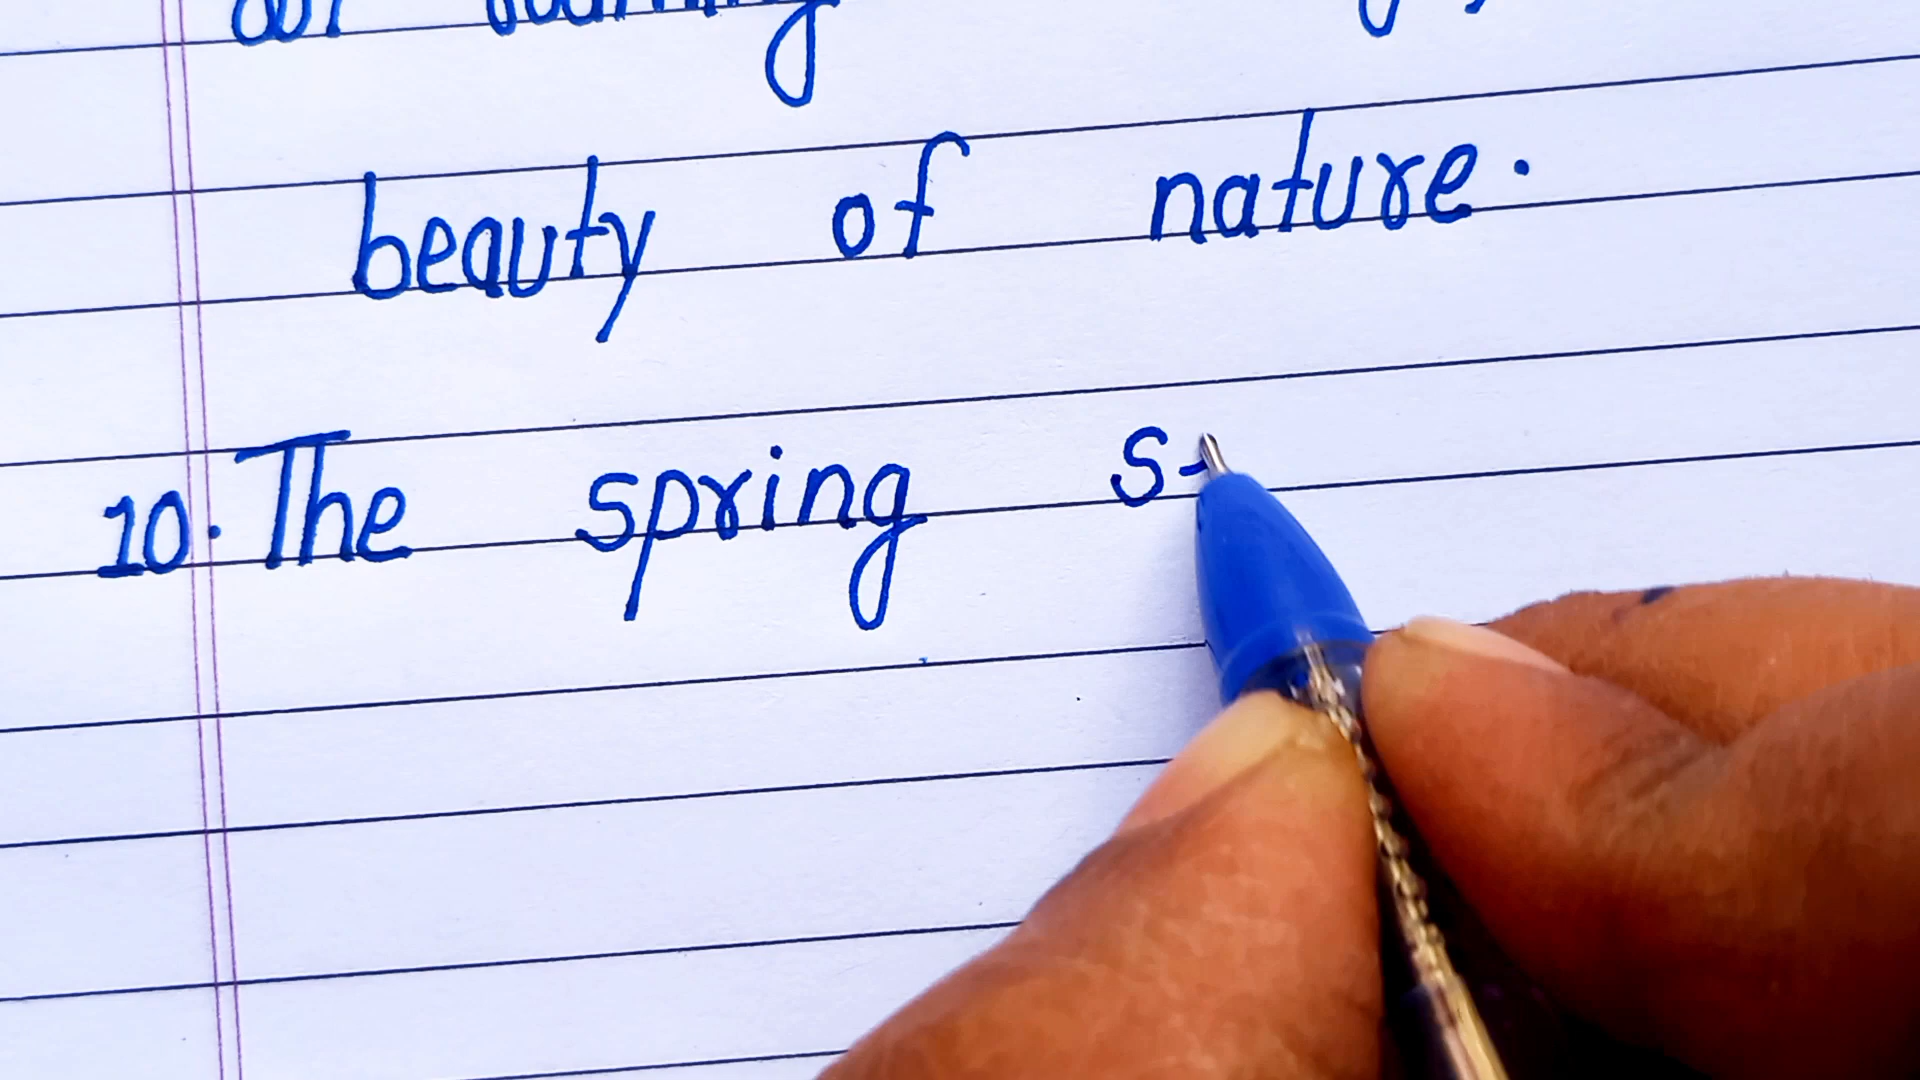 beauty of nature.
10. The spring s